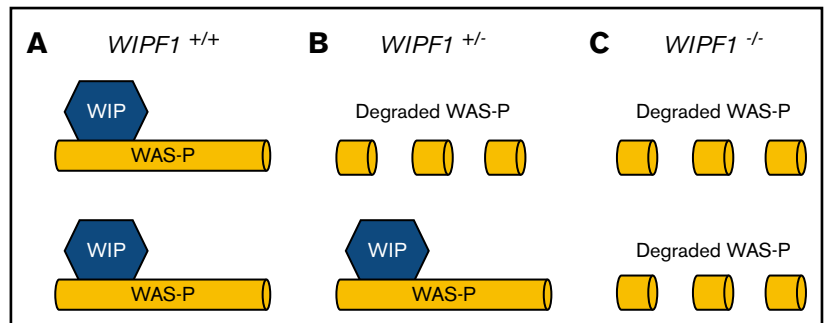 A WIPF1 +/+ B WIPF1 +/- C WIPF1 -/-
WIP Degraded WAS-P Degraded WAS-P
WAS-P
WIP WIP Degraded WAS-P
WAS-P WAS-P